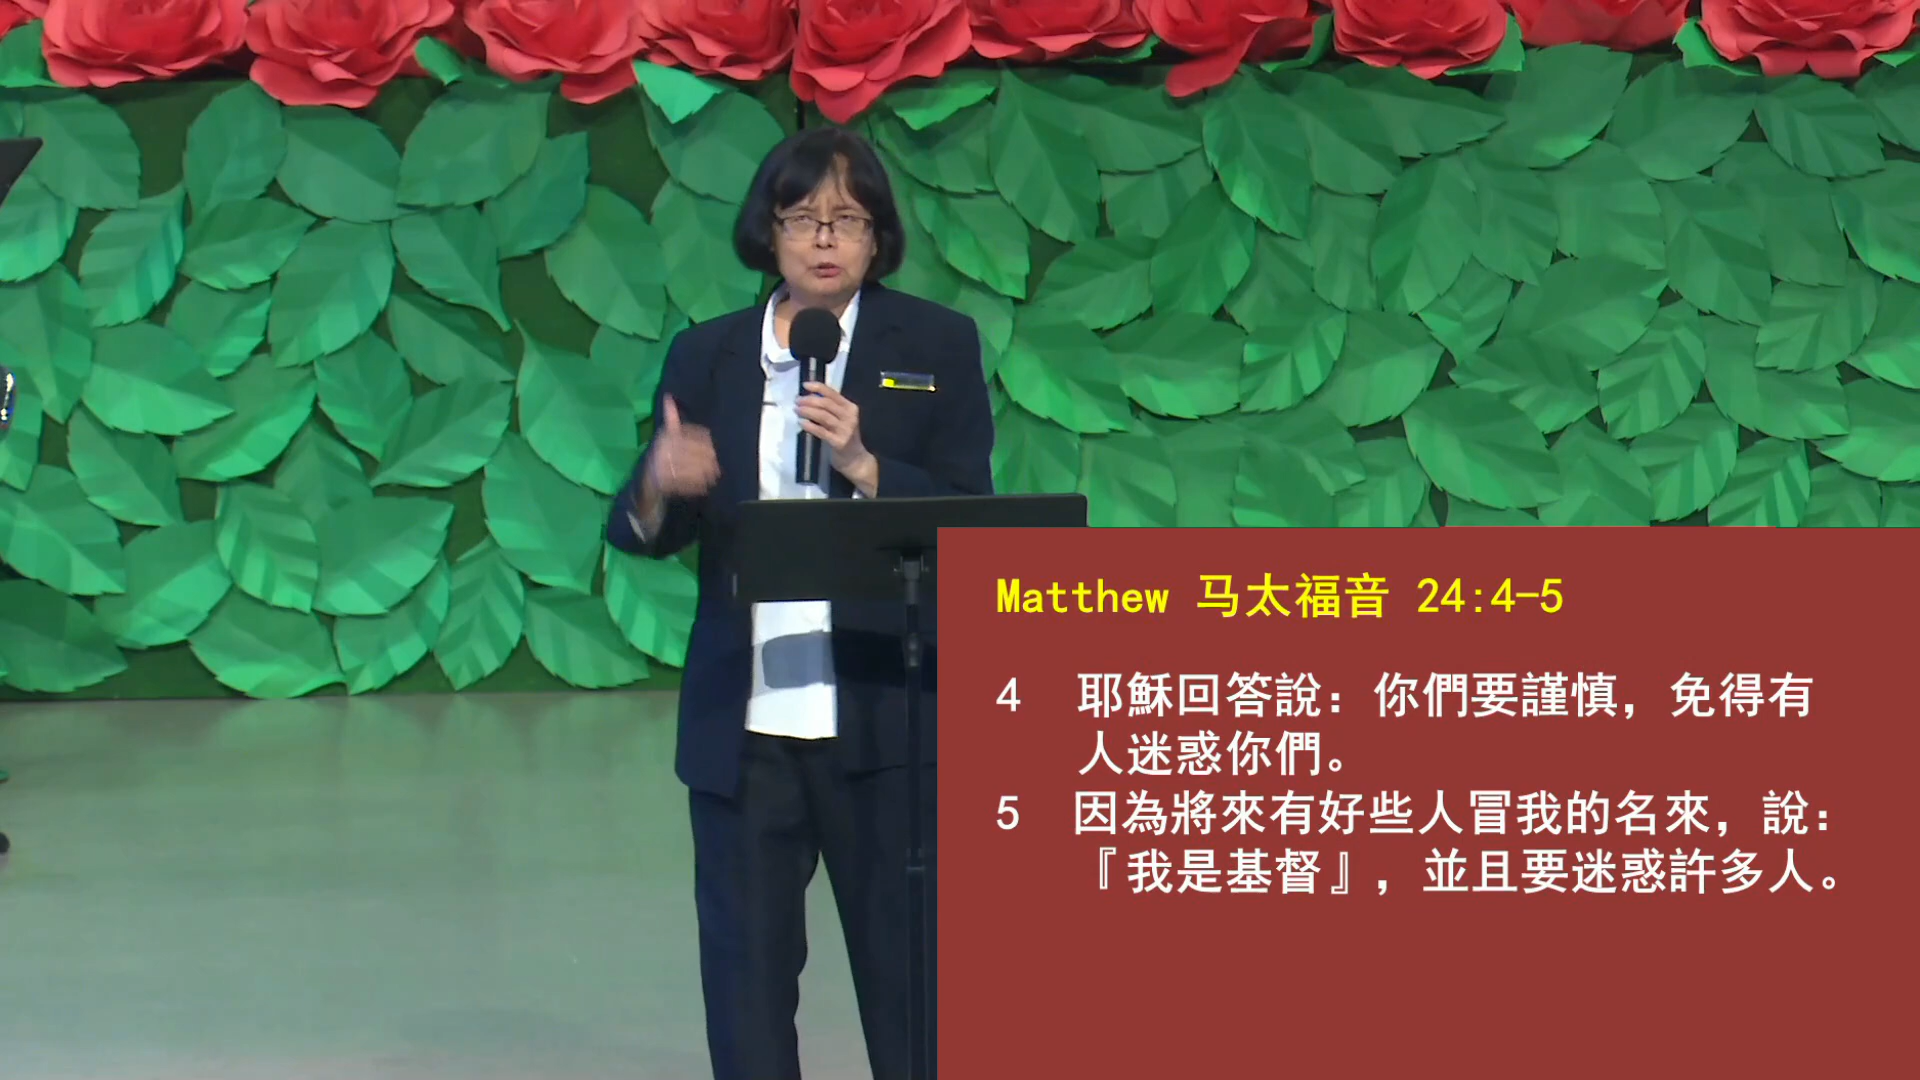 Matthew 马太福音 24:4-5
4 耶穌回答說：你們要謹慎，免得有
人迷惑你們。
5 因為將來有好些人冒我的名來，說：
『我是基督』，並且要迷惑許多人。